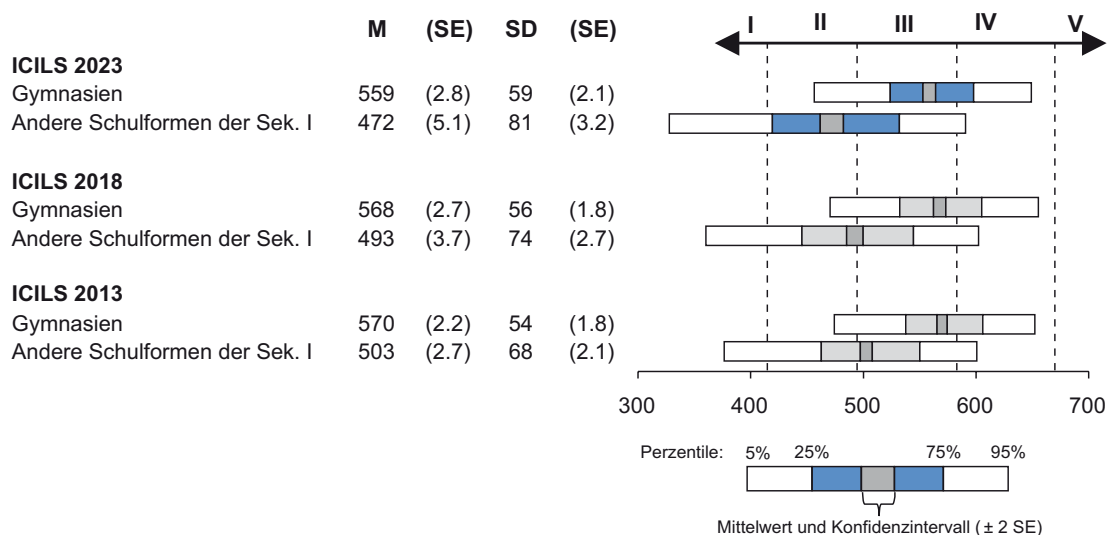 M (SE) SD (SE) I II III IV V
ICILS 2023
Gymnasien 559 (2.8) 59 (2.1)
Andere Schulformen der Sek. I 472 (5.1) 81 (3.2)
ICILS 2018
Gymnasien 568 (2.7) 56 (1.8)
Andere Schulformen der Sek. I 493 (3.7) 74 (2.7)
ICILS 2013
Gymnasien 570 (2.2) 54 (1.8)
Andere Schulformen der Sek. I 503 (2.7) 68 (2.1)
300 400 500 600 700
Perzentile: 5% 25% 75% 95%
Mittelwert und Konfidenzintervall (± 2 SE)